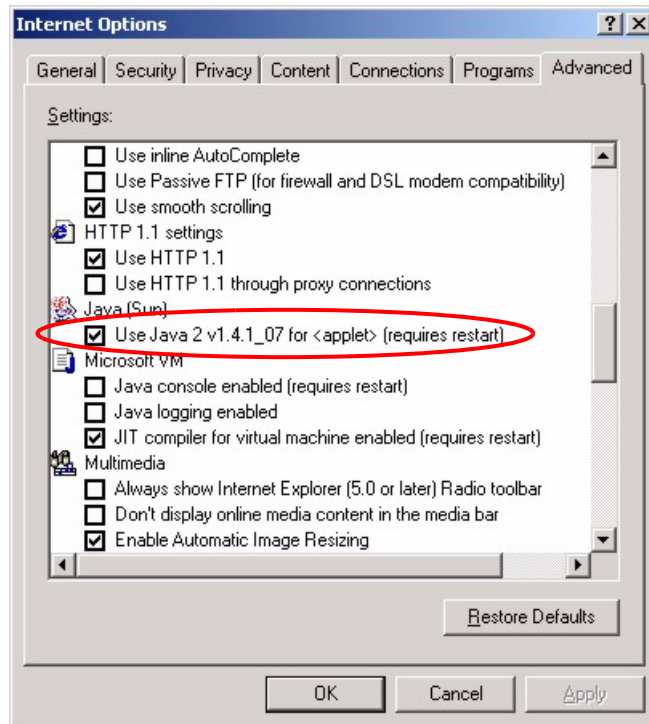 Internet Options
General Security Privacy Content Connections Programs Advanced
Settings:
Use inline AutoComplete
Use Passive FTP (for firewall and DSL modem compatibility)
Use smooth scrolling
HTTP 1.1 settings
Use HTTP 1.1
Use HTTP 1.1 through proxy connections
Java (Sun)
Use Java 2 v1.4.1_07 for <applet> (requires restart)
Microsoft VM
Java console enabled (requires restart)
Java logging enabled
JIT compiler for virtual machine enabled (requires restart)
Multimedia
Always show Internet Explorer (5.0 or later) Radio toolbar
Don't display online media content in the media bar
Enable Automatic Image Resizing
Restore Defaults
OK Cancel Apply